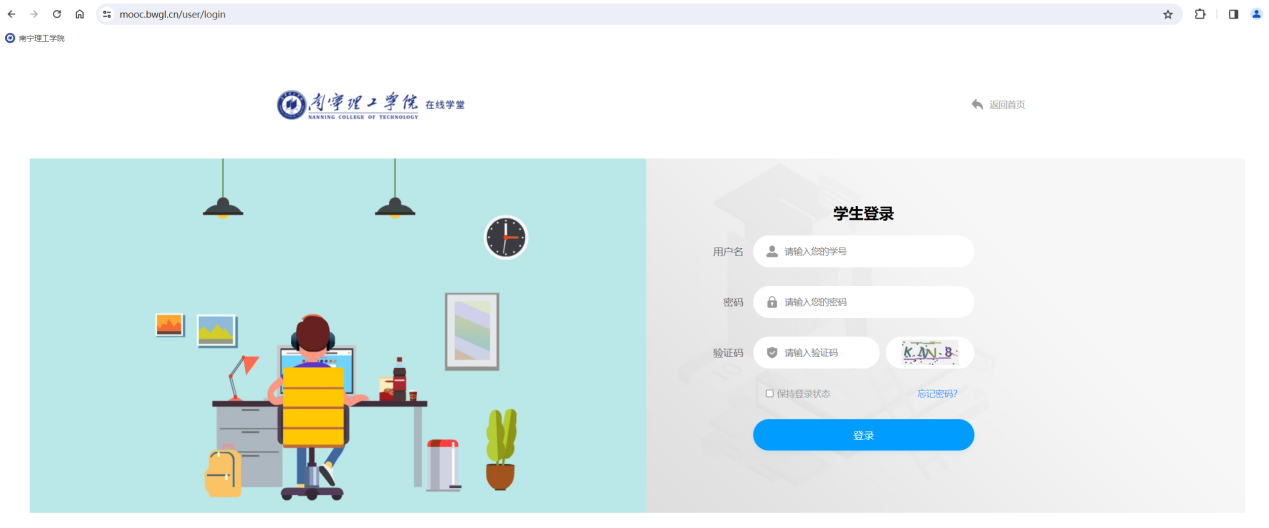 mooc.bwgl.cn/user/login
南宁理工学院
南宁理工学院 在线学堂
NANNING COLLEGE OF TECHNOLOGY
返回首页
学生登录
用户名 请输入您的学号
密码 请输入您的密码
验证码 请输入验证码
保持登录状态 忘记密码?
登录